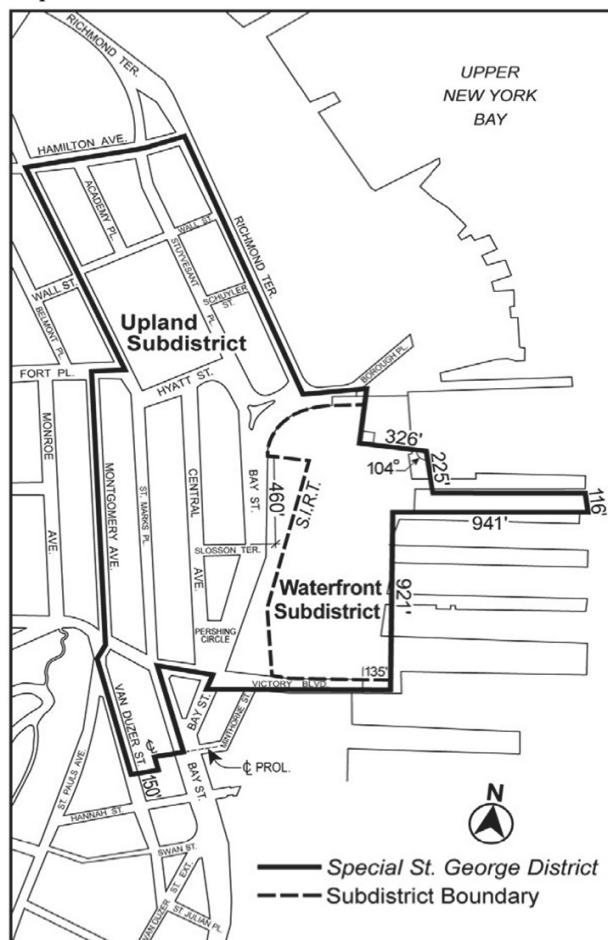 RICHMOND TER.
UPPER
NEW YORK
BAY
HAMILTON AVE.
ACADEMY PL.
WALL ST.
STUYVESANT
PL.
RICHMOND TER.
SCHUYLER
ST.
WALL ST.
BELMONT PL.
Upland
Subdistrict
BOROUGH PL.
FORT PL.
HYATT ST.
326'
104°
225'
116'
941'
MONROE
AVE.
MONTGOMERY AVE.
ST. MARKS PL.
CENTRAL
AVE.
BAY ST.
460'
S.I.R.T.
SLOSSON TER.
Waterfront
Subdistrict
921'
PERSHING
CIRCLE
135'
VICTORY BLVD.
BAY ST.
MINTHORNE ST.
VAN DUZER ST.
℄
150'
BAY ST.
℄ PROL.
ST. PAULS AVE.
HANNAH ST.
SWAN ST.
VAN DUZER
ST. EXT.
ST JULIAN PL.
N
Special St. George District
Subdistrict Boundary